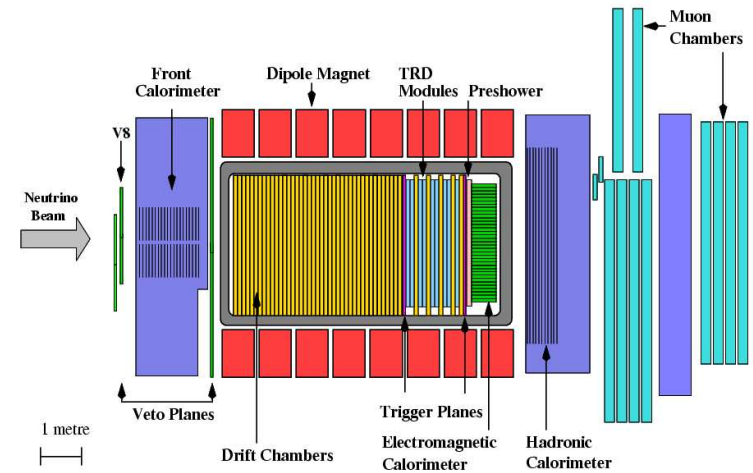 Muon
Chambers
Front
Calorimeter
Dipole Magnet
TRD
Modules
Preshower
V8
Neutrino
Beam
Veto Planes
Trigger Planes
1 metre
Drift Chambers
Electromagnetic
Calorimeter
Hadronic
Calorimeter